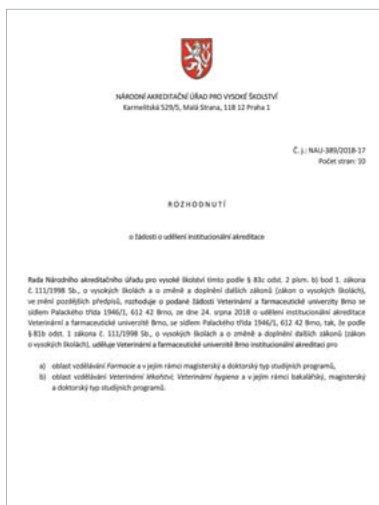 NÁRODNÍ AKREDITAČNÍ ÚŘAD PRO VYSOKÉ ŠKOLSTVÍ
Karmelitská 529/5, Malá Strana, 118 12 Praha 1
Č. j.: NAU-389/2018-17
Počet stran: 10
ROZHODNUTÍ
o žádosti o udělení institucionální akreditace
Rada Národního akreditačního úřadu pro vysoké školství tímto podle § 83c odst. 2 písm. b) bod 1. zákona
č. 111/1998 Sb., o vysokých školách a o změně a doplnění dalších zákonů (zákon o vysokých školách),
ve znění pozdějších předpisů, rozhoduje o podané žádosti Veterinární a farmaceutické univerzity Brno se
sídlem Palackého třída 1946/1, 612 42 Brno, ze dne 24. srpna 2018 o udělení institucionální akreditace
Veterinární a farmaceutické univerzitě Brno, se sídlem Palackého třída 1946/1, 612 42 Brno, tak, že podle
§ 81b odst. 1 zákona č. 111/1998 Sb., o vysokých školách a o změně a doplnění dalších zákonů (zákon
o vysokých školách), uděluje Veterinární a farmaceutické univerzitě Brno institucionální akreditaci pro
a) oblast vzdělávání Farmacie a v jejím rámci magisterský a doktorský typ studijních programů,
b) oblast vzdělávání Veterinární lékařství, Veterinární hygiena a v jejím rámci bakalářský, magisterský
a doktorský typ studijních programů.